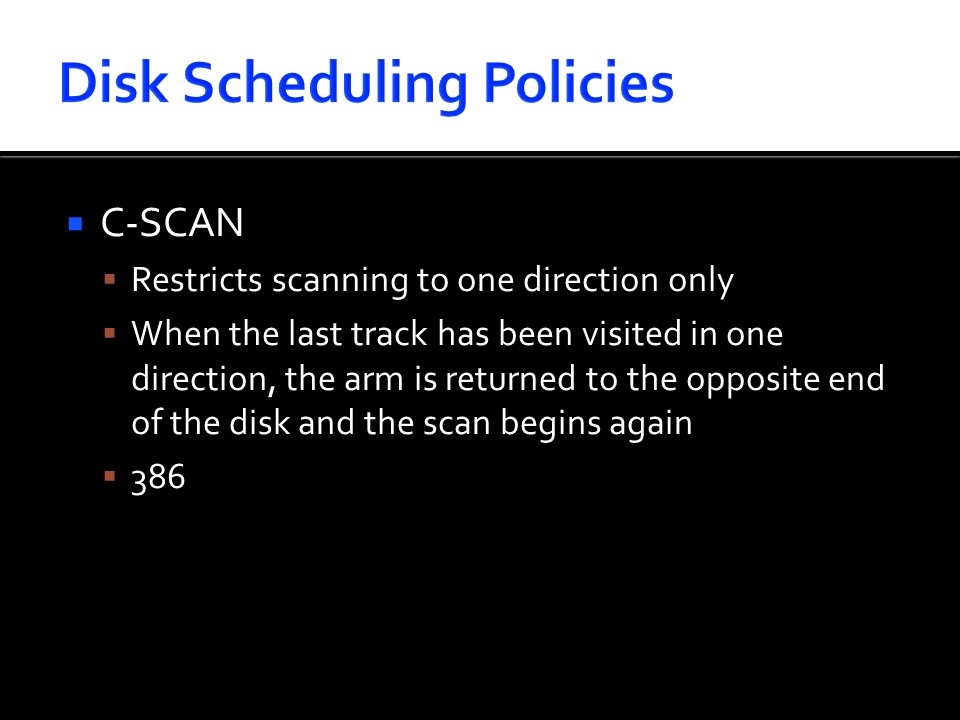 Disk Scheduling Policies
C-SCAN
Restricts scanning to one direction only
When the last track has been visited in one
direction, the arm is returned to the opposite end
of the disk and the scan begins again
386